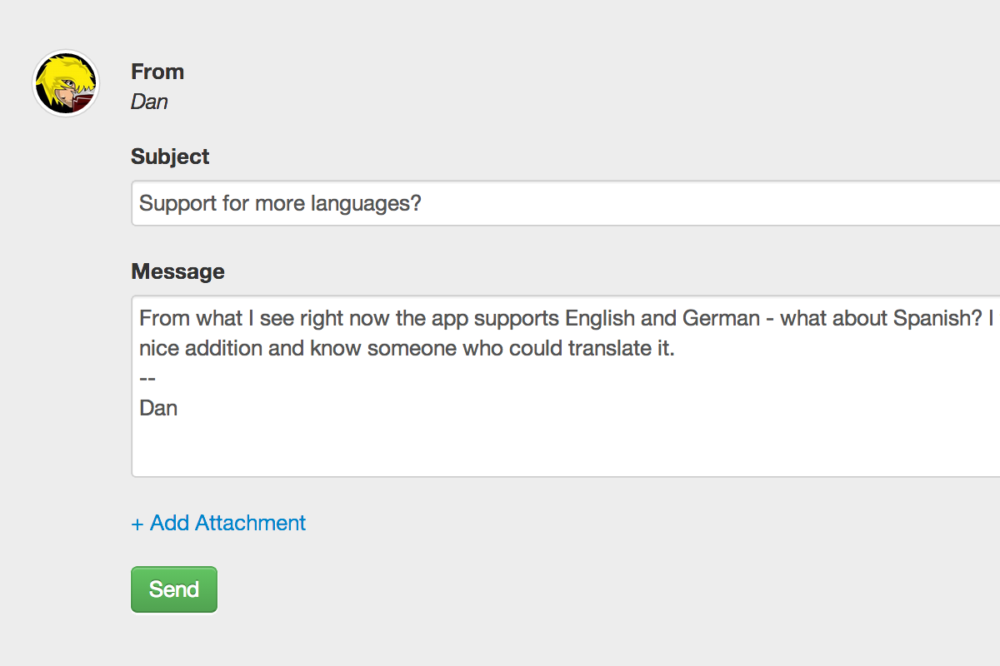 From
Dan
Subject
Support for more languages?
Message
From what I see right now the app supports English and German - what about Spanish? I
nice addition and know someone who could translate it.
--
Dan
+ Add Attachment
Send